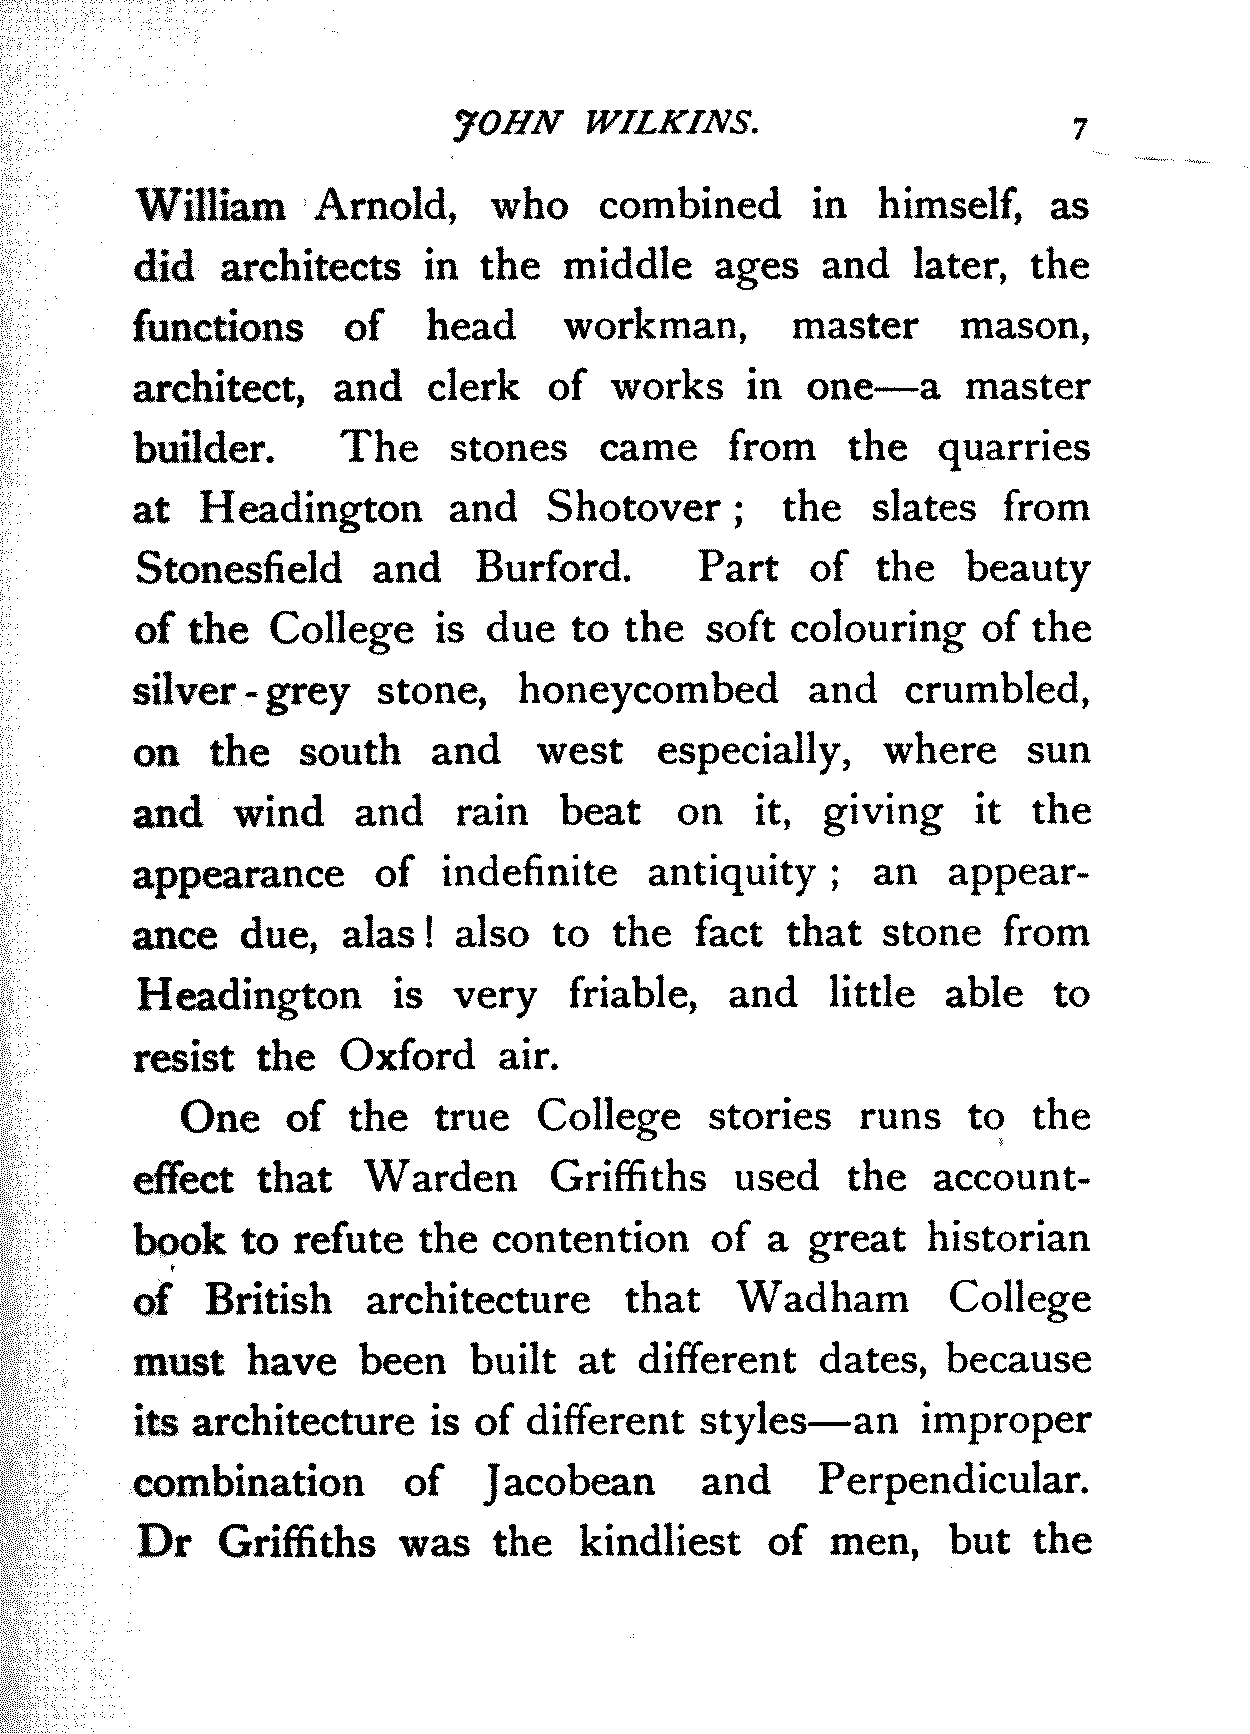 JOHN WILKINS. 7
William Arnold, who combined in himself, as
did architects in the middle ages and later, the
functions of head workman, master mason,
architect, and clerk of works in one—a master
builder. The stones came from the quarries
at Headington and Shotover; the slates from
Stonesfield and Burford. Part of the beauty
of the College is due to the soft colouring of the
silver-grey stone, honeycombed and crumbled,
on the south and west especially, where sun
and wind and rain beat on it, giving it the
appearance of indefinite antiquity; an appear-
ance due, alas! also to the fact that stone from
Headington is very friable, and little able to
resist the Oxford air.
One of the true College stories runs to the
effect that Warden Griffiths used the account-
book to refute the contention of a great historian
of British architecture that Wadham College
must have been built at different dates, because
its architecture is of different styles—an improper
combination of Jacobean and Perpendicular.
Dr Griffiths was the kindliest of men, but the